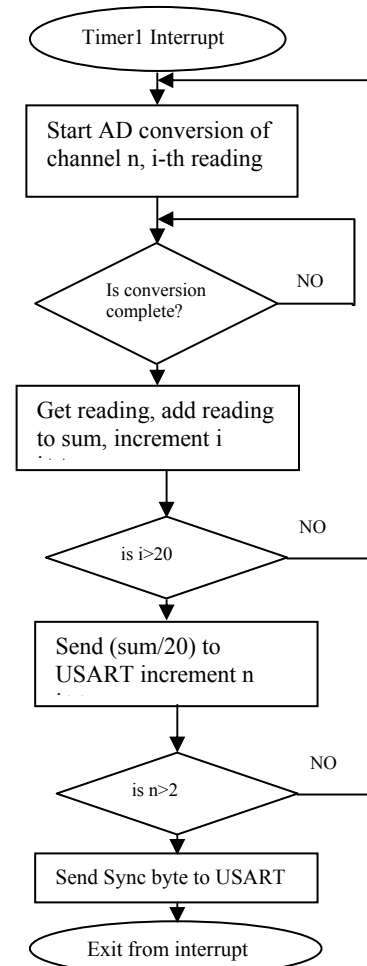 Timer1 Interrupt
Start AD conversion of
channel n, i-th reading
Is conversion
complete?
NO
Get reading, add reading
to sum, increment i
NO
is i>20
Send (sum/20) to
USART increment n
NO
is n>2
Send Sync byte to USART
Exit from interrupt